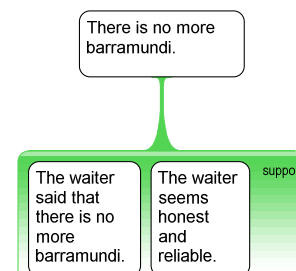 There is no more
barramundi.
suppo
The waiter
said that
there is no
more
barramundi.
The waiter
seems
honest
and
reliable.